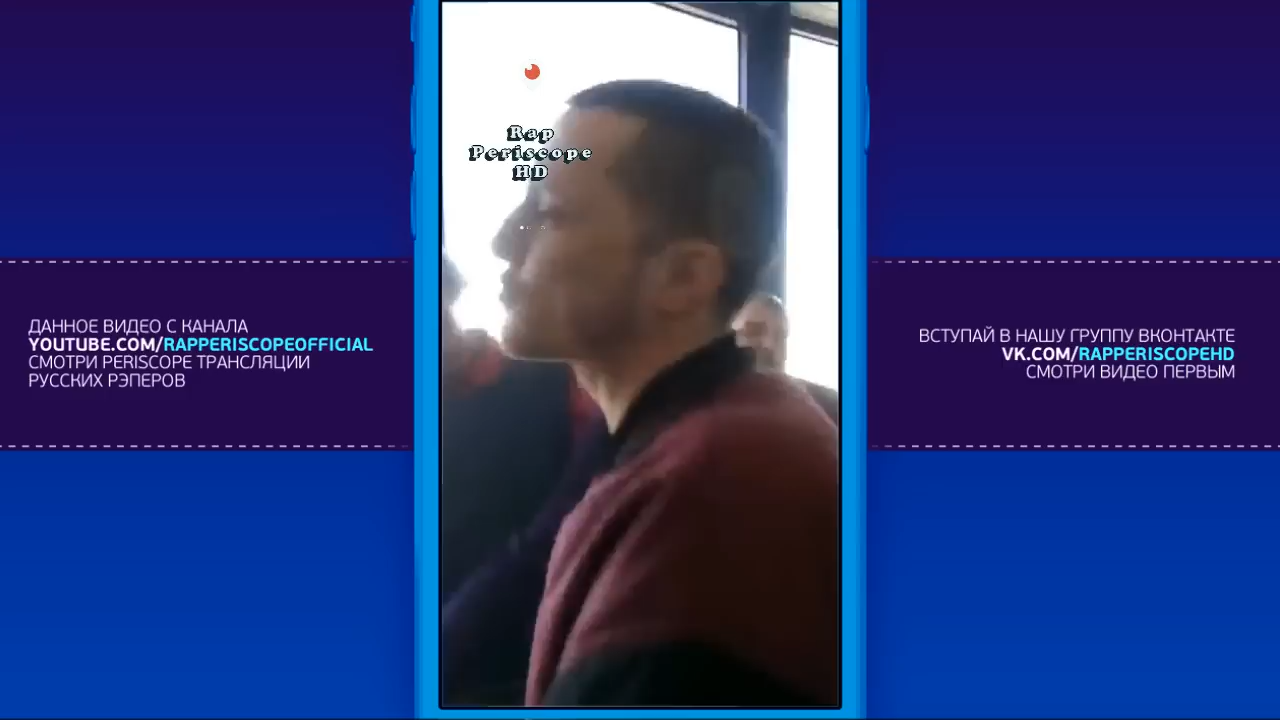 Rap
Periscope
HD
ДАННОЕ ВИДЕО С КАНАЛА
YOUTUBE.COM/RAPPERISCOPEOFFICIAL
СМОТРИ PERISCOPE ТРАНСЛЯЦИИ
РУССКИХ РЭПЕРОВ
ВСТУПАЙ В НАШУ ГРУППУ ВКОНТАКТЕ
VK.COM/RAPPERISCOPEHD
СМОТРИ ВИДЕО ПЕРВЫМ